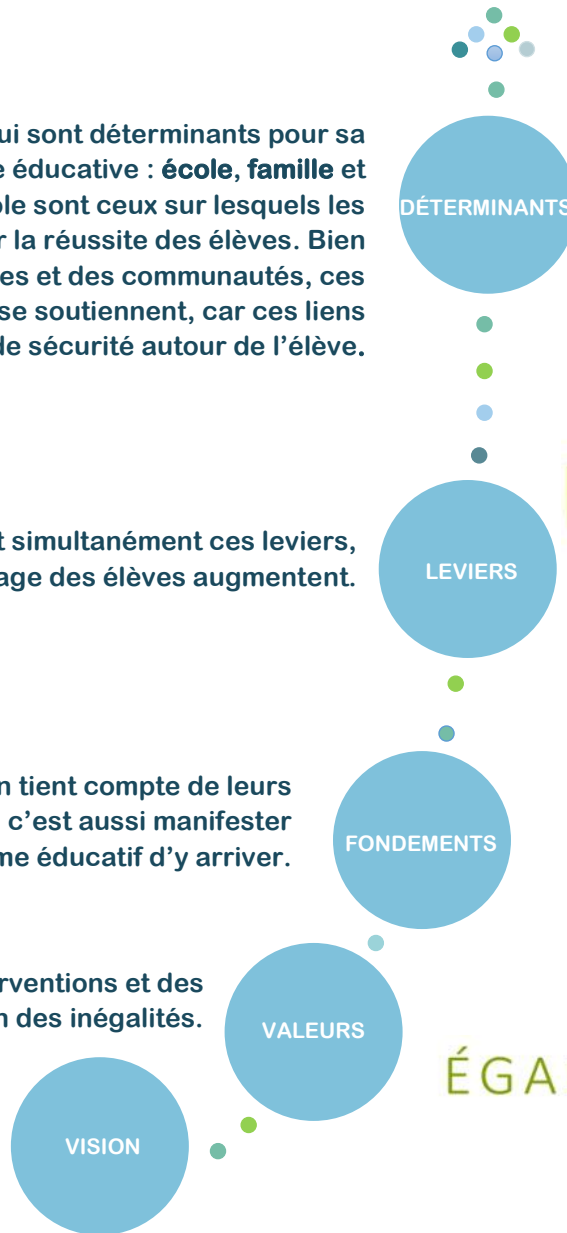 ui sont déterminants pour sa
e éducative : école, famille et
ole sont ceux sur lesquels les
r la réussite des élèves. Bien
es et des communautés, ces
se soutiennent, car ces liens
de sécurité autour de l'élève.
DÉTERMINANTS
t simultanément ces leviers,
age des élèves augmentent.
LEVIERS
n tient compte de leurs
c'est aussi manifester
me éducatif d'y arriver.
FONDEMENTS
erventions et des
n des inégalités.
VALEURS
ÉGA
VISION